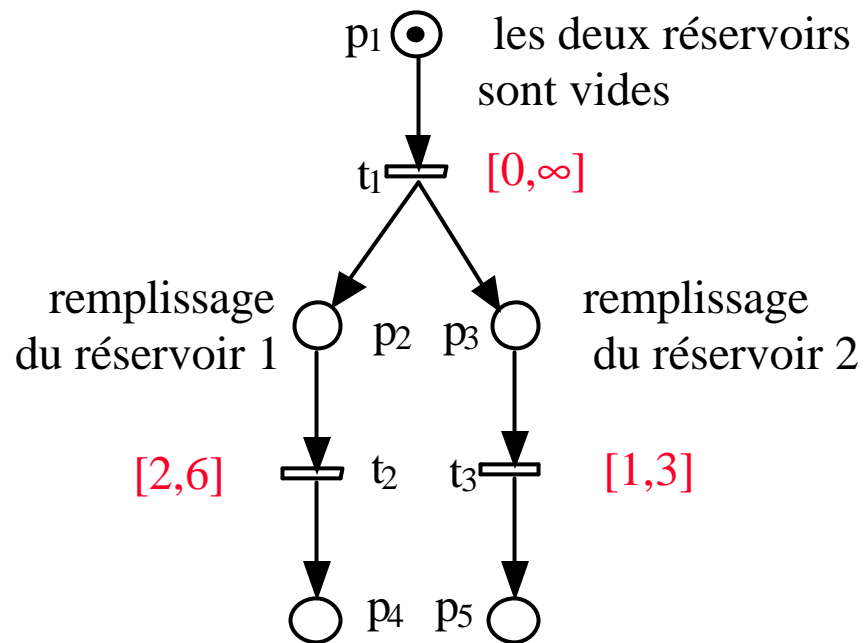 p1 les deux réservoirs
sont vides
t1 [0,∞]
remplissage
du réservoir 1
p2 p3
remplissage
du réservoir 2
[2,6] t2 t3 [1,3]
p4 p5